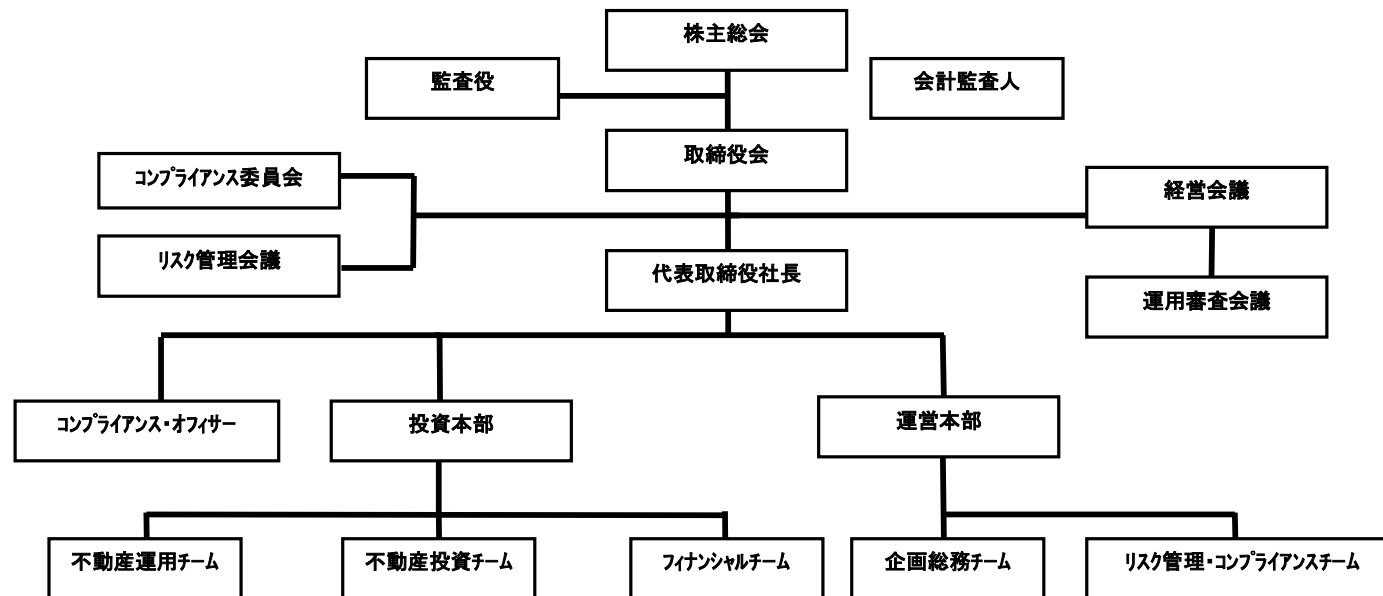 株主総会
監査役
会計監査人
取締役会
コンプライアンス委員会
経営会議
リスク管理会議
代表取締役社長
運用審査会議
コンプライアンス・オフィサー
投資本部
運営本部
不動産運用チーム
不動産投資チーム
フィナンシャルチーム
企画総務チーム
リスク管理・コンプライアンスチーム